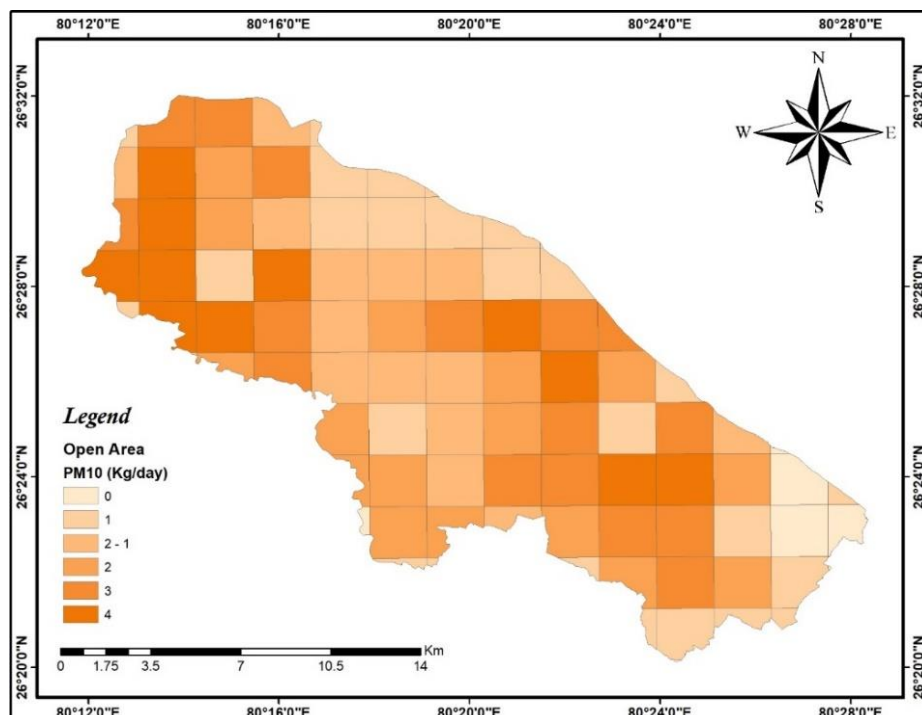 80°12'0"E 80°16'0"E 80°20'0"E 80°24'0"E 80°28'0"E
26°32'0"N 26°32'0"N
N
W E
S
26°28'0"N 26°28'0"N
Legend
Open Area
PM10 (Kg/day)
0
1
2 - 1
2
3
4
26°24'0"N 26°24'0"N
Km
0 1.75 3.5 7 10.5 14
26°20'0"N 26°20'0"N
80°12'0"E 80°16'0"E 80°20'0"E 80°24'0"E 80°28'0"E